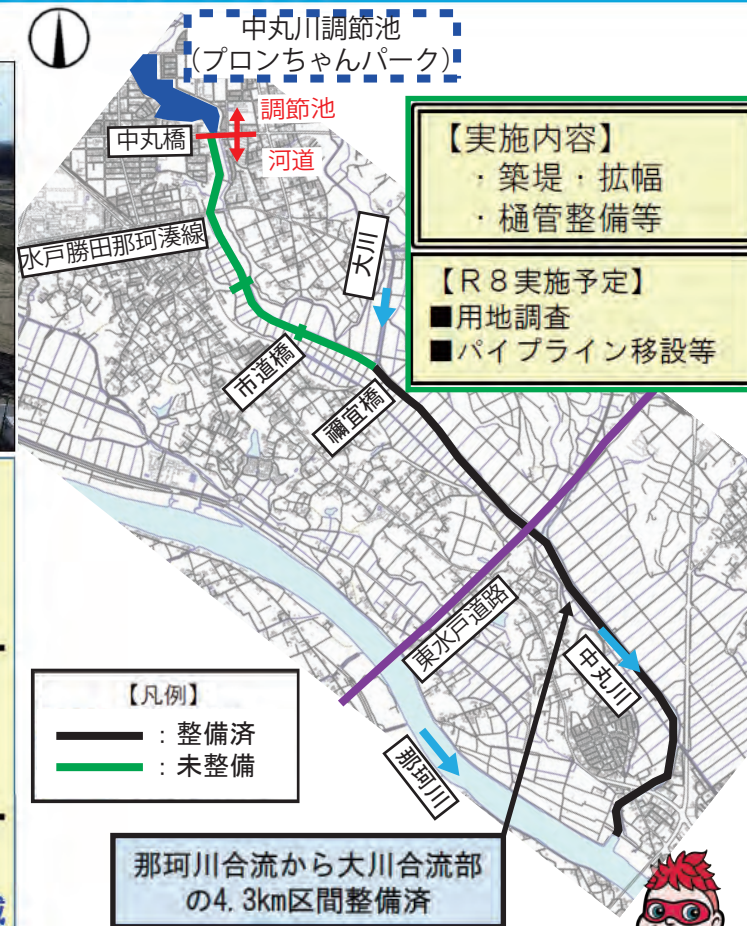 中丸川調節池
(プロンちゃんパーク)
調節池
中丸橋
河道
【実施内容】
・築堤・拡幅
・樋管整備等
水戸勝田那珂湊線
大川
【R8実施予定】
■用地調査
■パイプライン移設等
市道橋
禰宜橋
東水戸道路
中丸川
【凡例】
:整備済
:未整備
那珂川
那珂川合流から大川合流部
の4.3km区間整備済